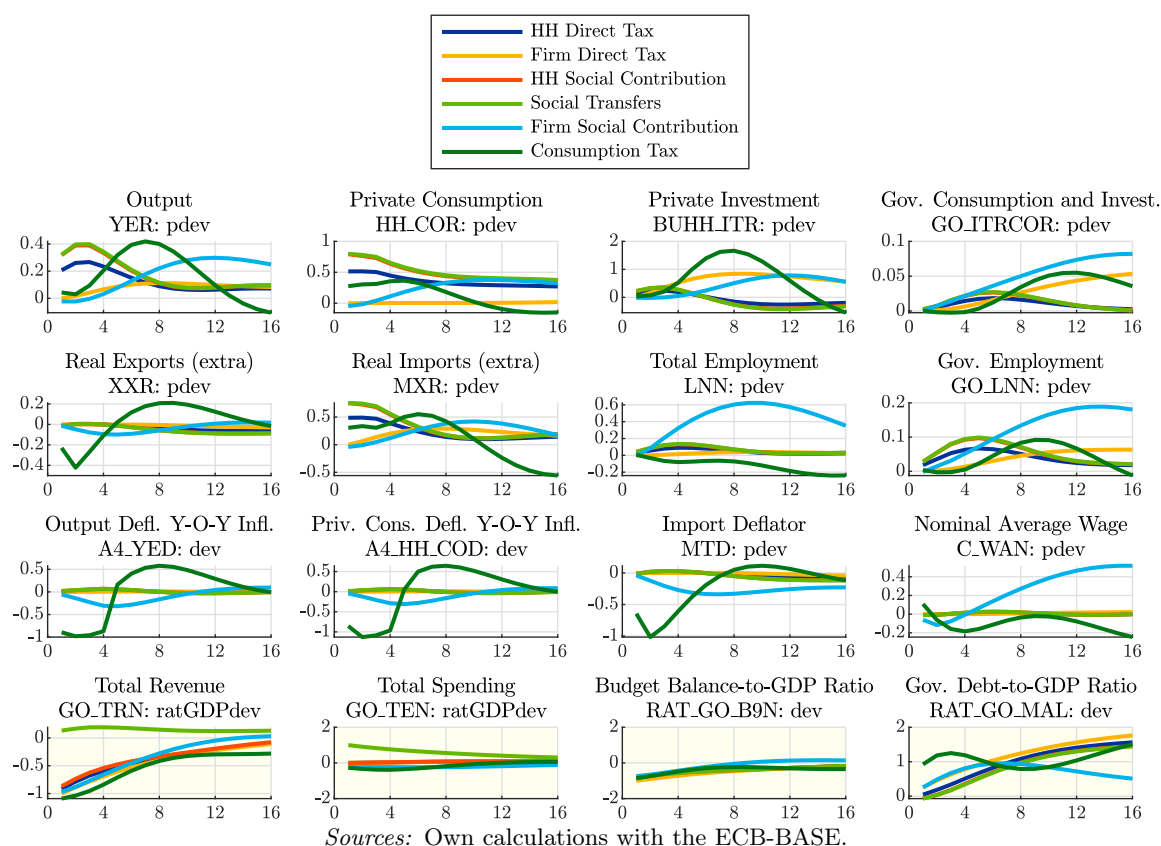 HH Direct Tax
Firm Direct Tax
HH Social Contribution
Social Transfers
Firm Social Contribution
Consumption Tax
Output
YER: pdev
0.4
0.2
0
0 4 8 12 16
Private Consumption
HH_COR: pdev
1
0.5
0
0 4 8 12 16
Private Investment
BUHH_ITR: pdev
2
1
0
0 4 8 12 16
Gov. Consumption and Invest.
GO_ITRCOR: pdev
0.1
0.05
0
0 4 8 12 16
Real Exports (extra)
XXR: pdev
0.2
0
-0.2
-0.4
0 4 8 12 16
Real Imports (extra)
MXR: pdev
0.5
0
-0.5
0 4 8 12 16
Total Employment
LNN: pdev
0.6
0.4
0.2
0
-0.2
0 4 8 12 16
Gov. Employment
GO_LNN: pdev
0.2
0.1
0
0 4 8 12 16
Output Defl. Y-O-Y Infl.
A4_YED: dev
0.5
0
-0.5
-1
0 4 8 12 16
Priv. Cons. Defl. Y-O-Y Infl.
A4_HH_COD: dev
0.5
0
-0.5
-1
0 4 8 12 16
Import Deflator
MTD: pdev
0
-0.5
-1
0 4 8 12 16
Nominal Average Wage
C_WAN: pdev
0.4
0.2
0
-0.2
0 4 8 12 16
Total Revenue
GO_TRN: ratGDPdev
0
-0.5
-1
0 4 8 12 16
Total Spending
GO_TEN: ratGDPdev
2
0
-2
0 4 8 12 16
Budget Balance-to-GDP Ratio
RAT_GO_B9N: dev
2
0
-2
0 4 8 12 16
Gov. Debt-to-GDP Ratio
RAT_GO_MAL: dev
2
1
0
0 4 8 12 16
Sources: Own calculations with the ECB-BASE.